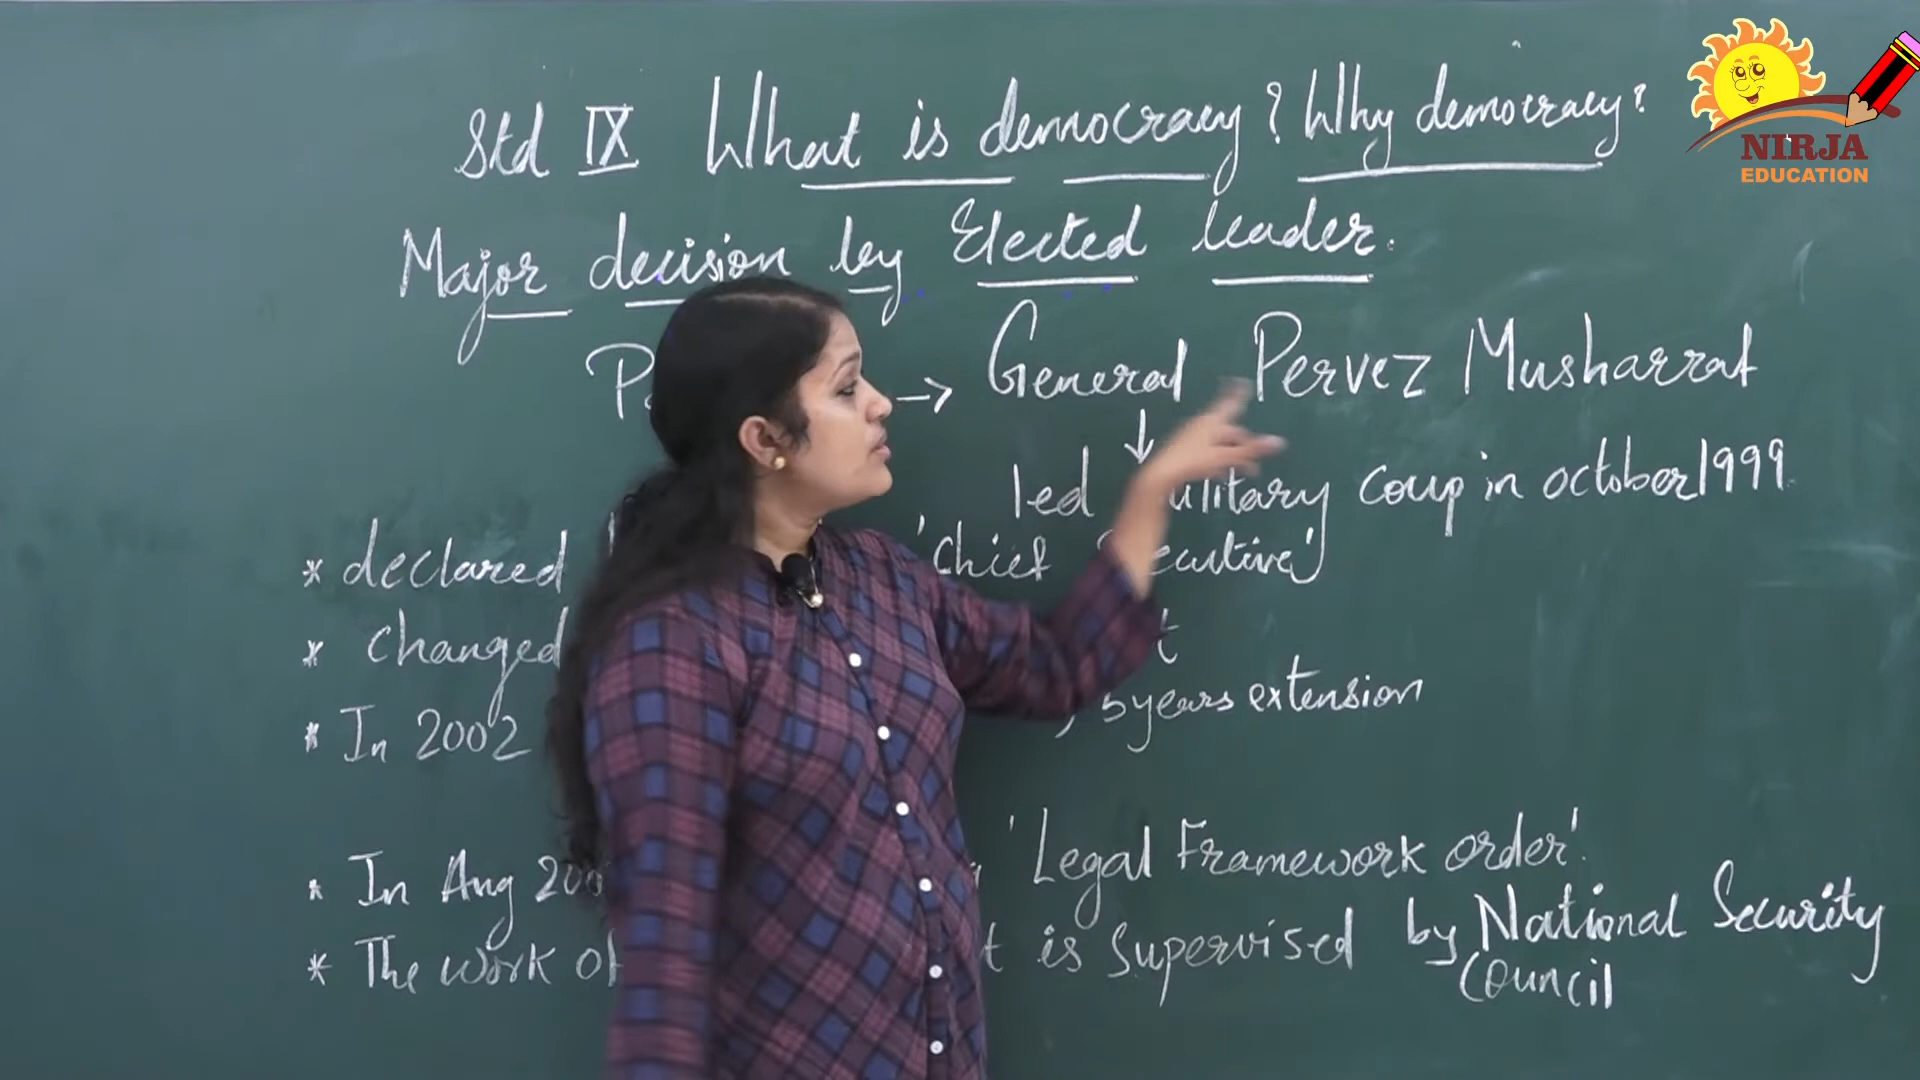 Std IX What is democracy? Why democracy?
NIRJA
EDUCATION
Major decision by Elected leader.
→ General Pervez Musharraf
↓
led military coup in october 1999
* declared 'chief Executive'
* changed
* In 2002 , 5 years extension
* In Aug 'Legal Framework order'.
* The work of is supervised by National Security
Council